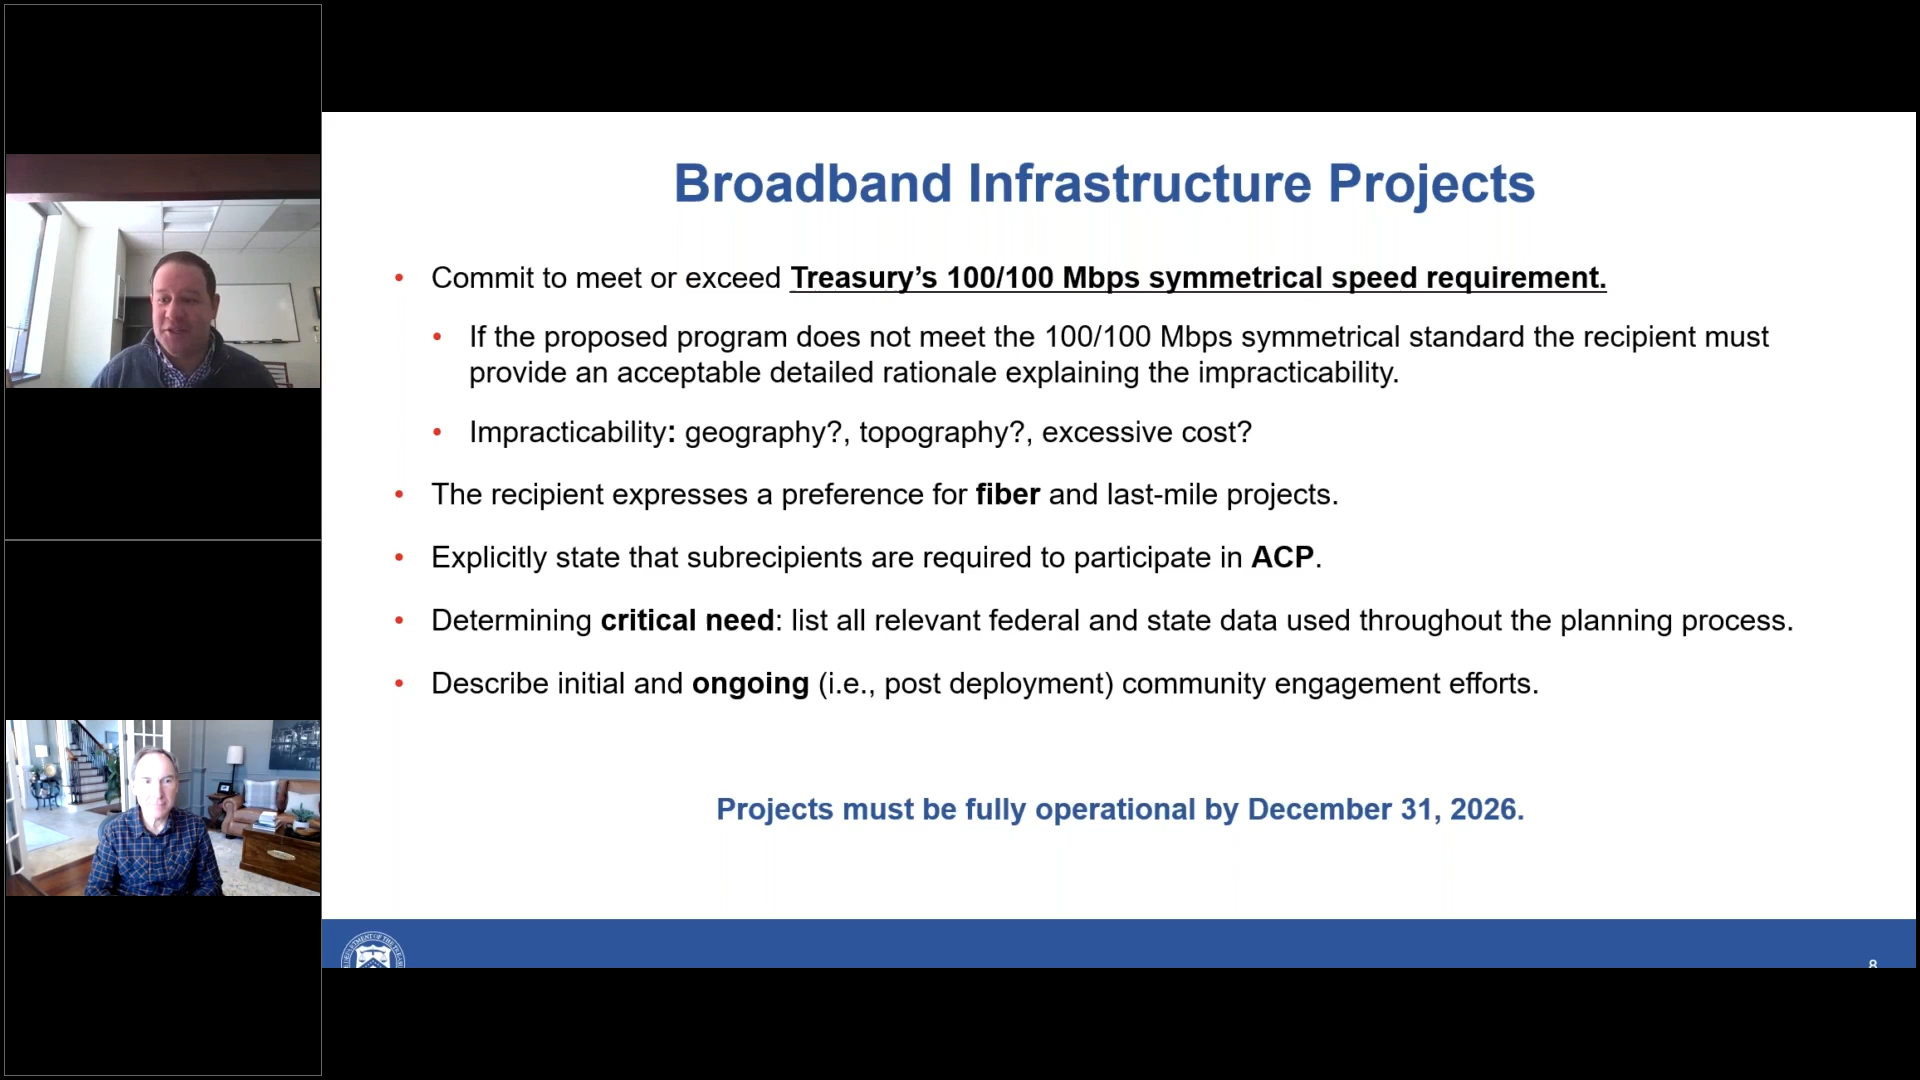 Broadband Infrastructure Projects
• Commit to meet or exceed Treasury’s 100/100 Mbps symmetrical speed requirement.
• If the proposed program does not meet the 100/100 Mbps symmetrical standard the recipient must
provide an acceptable detailed rationale explaining the impracticability.
• Impracticability: geography?, topography?, excessive cost?
• The recipient expresses a preference for fiber and last-mile projects.
• Explicitly state that subrecipients are required to participate in ACP.
• Determining critical need: list all relevant federal and state data used throughout the planning process.
• Describe initial and ongoing (i.e., post deployment) community engagement efforts.
Projects must be fully operational by December 31, 2026.
8